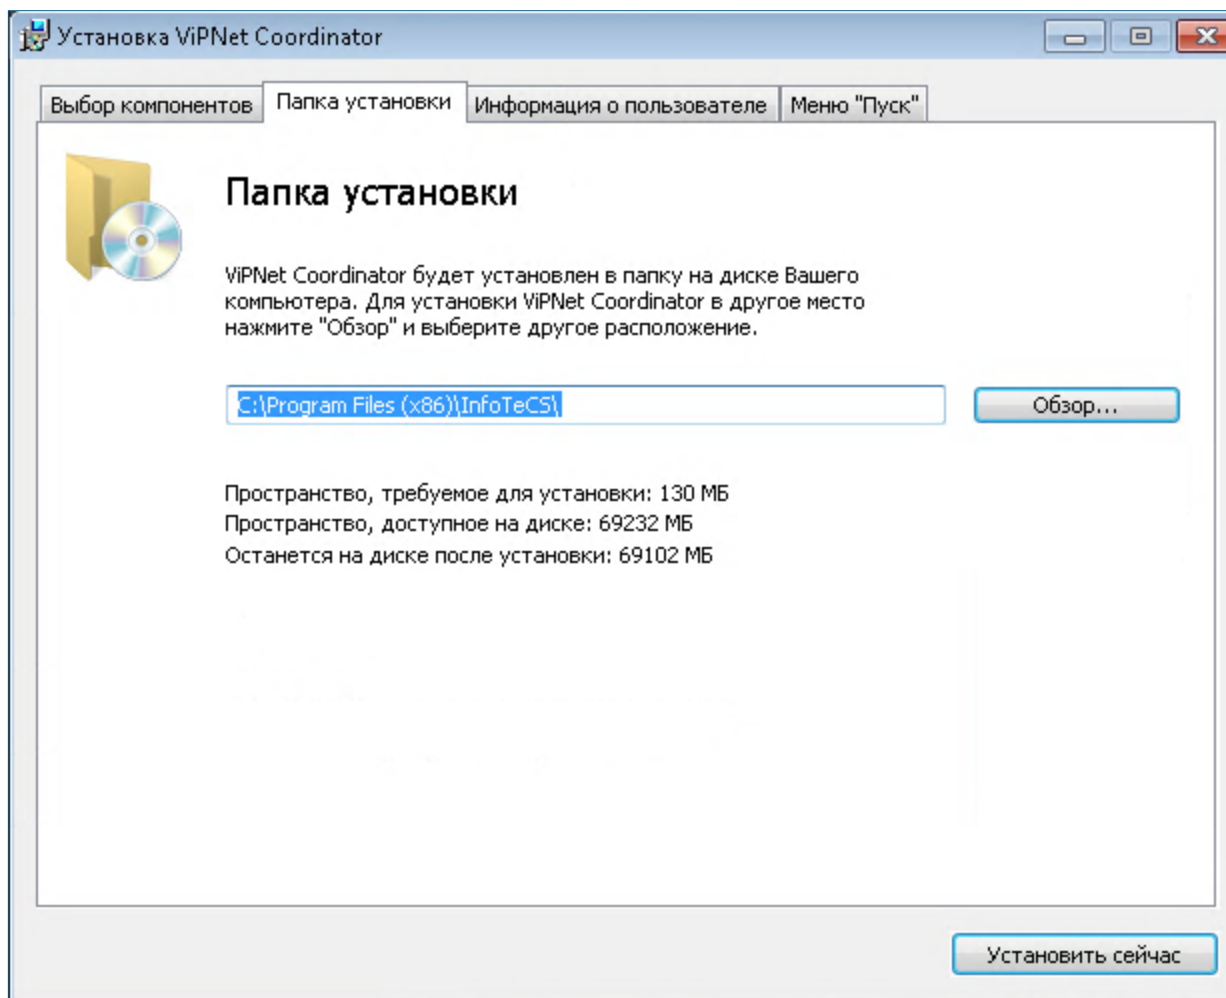 Установка ViPNet Coordinator
Выбор компонентов
Папка установки
Информация о пользователе
Меню "Пуск"
Папка установки
ViPNet Coordinator будет установлен в папку на диске Вашего
компьютера. Для установки ViPNet Coordinator в другое место
нажмите "Обзор" и выберите другое расположение.
C:\Program Files (x86)\InfoTeCS\
Обзор...
Пространство, требуемое для установки: 130 МБ
Пространство, доступное на диске: 69232 МБ
Останется на диске после установки: 69102 МБ
Установить сейчас